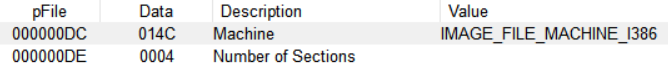 pFile Data Description Value
000000DC 014C Machine IMAGE_FILE_MACHINE_I386
000000DE 0004 Number of Sections